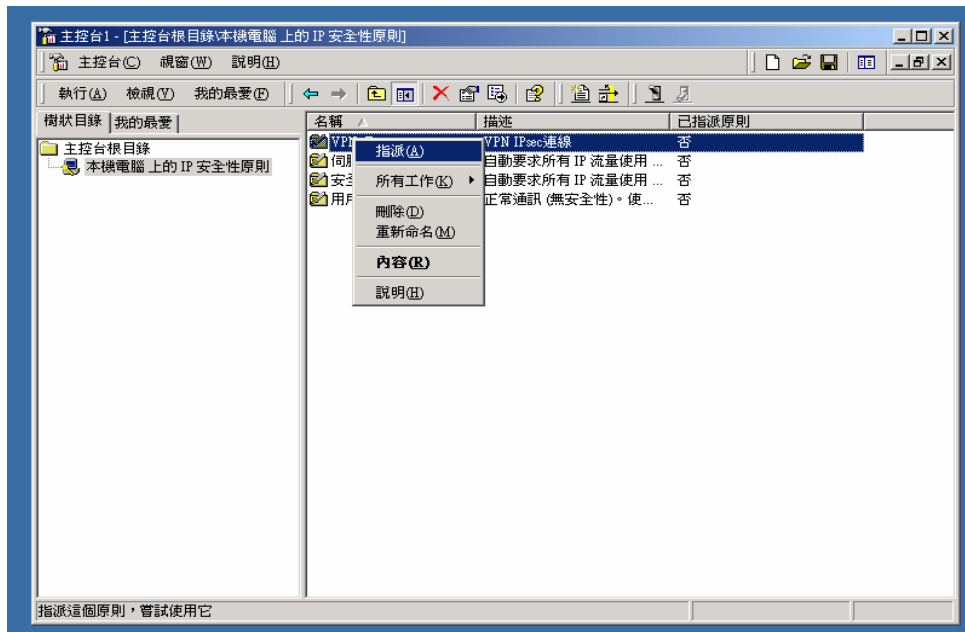 主控台1 - [主控台根目錄\本機電腦 上的 IP 安全性原則]
主控台(C) 視窗(W) 說明(H)
執行(A) 檢視(V) 我的最愛(F)
樹狀目錄 我的最愛
名稱 描述 已指派原則
主控台根目錄
本機電腦 上的 IP 安全性原則
VPN IPsec連線 否
自動要求所有 IP 流量使用 ... 否
安 自動要求所有 IP 流量使用 ... 否
用戶 正常通訊 (無安全性)。使... 否
指派(A)
所有工作(K)
刪除(D)
重新命名(M)
內容(R)
說明(H)
指派這個原則，嘗試使用它